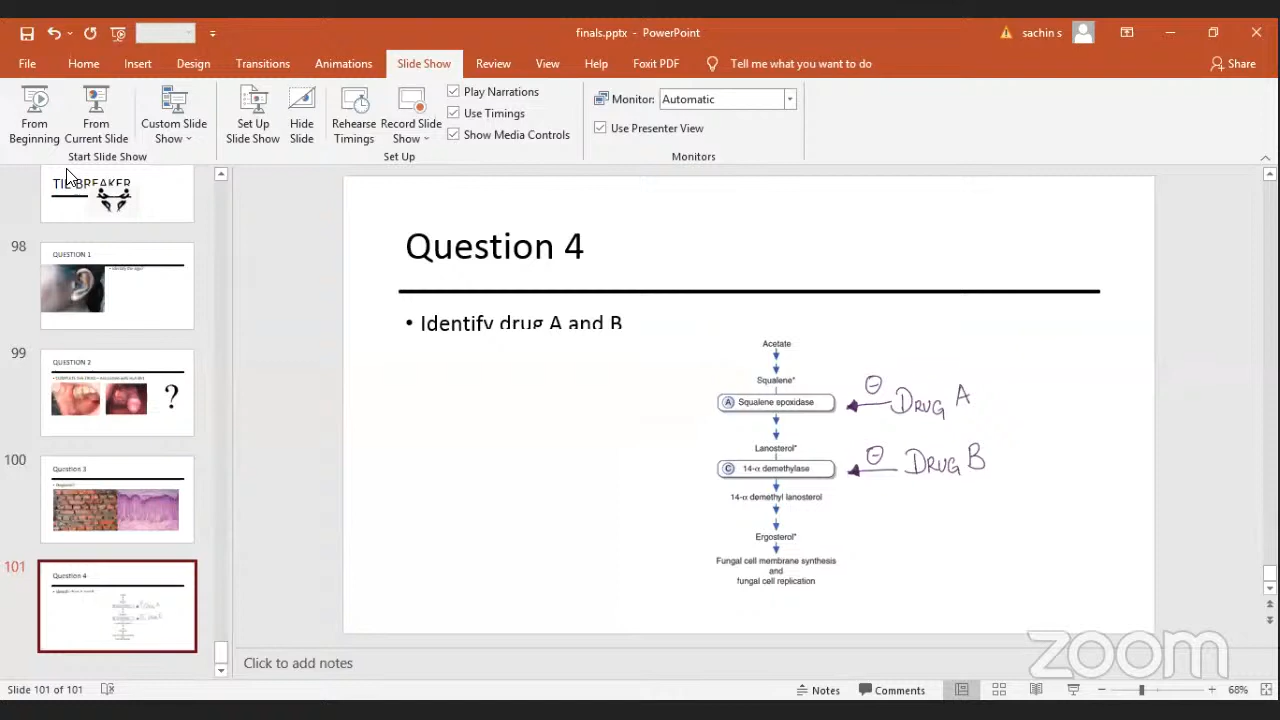 finals.pptx - PowerPoint
sachin s
File Home Insert Design Transitions Animations Slide Show Review View Help Foxit PDF Tell me what you want to do Share
From Beginning
From Current Slide
Custom Slide Show
Set Up Slide Show
Hide Slide
Rehearse Timings
Record Slide Show
Play Narrations
Use Timings
Show Media Controls
Monitor: Automatic
Use Presenter View
Start Slide Show
Set Up
Monitors
TIE BREAKER
98
QUESTION 1
99
QUESTION 2
?
100
Question 3
101
Question 4
Question 4
• Identify drug A and B
Acetate
Squalene*
A Squalene epoxidase
⊖ DRUG A
Lanosterol*
C 14-α demethylase
⊖ DRUG B
14-α demethyl lanosterol
Ergosterol*
Fungal cell membrane synthesis
and
fungal cell replication
Click to add notes
zoom
Slide 101 of 101
Notes
Comments
68%